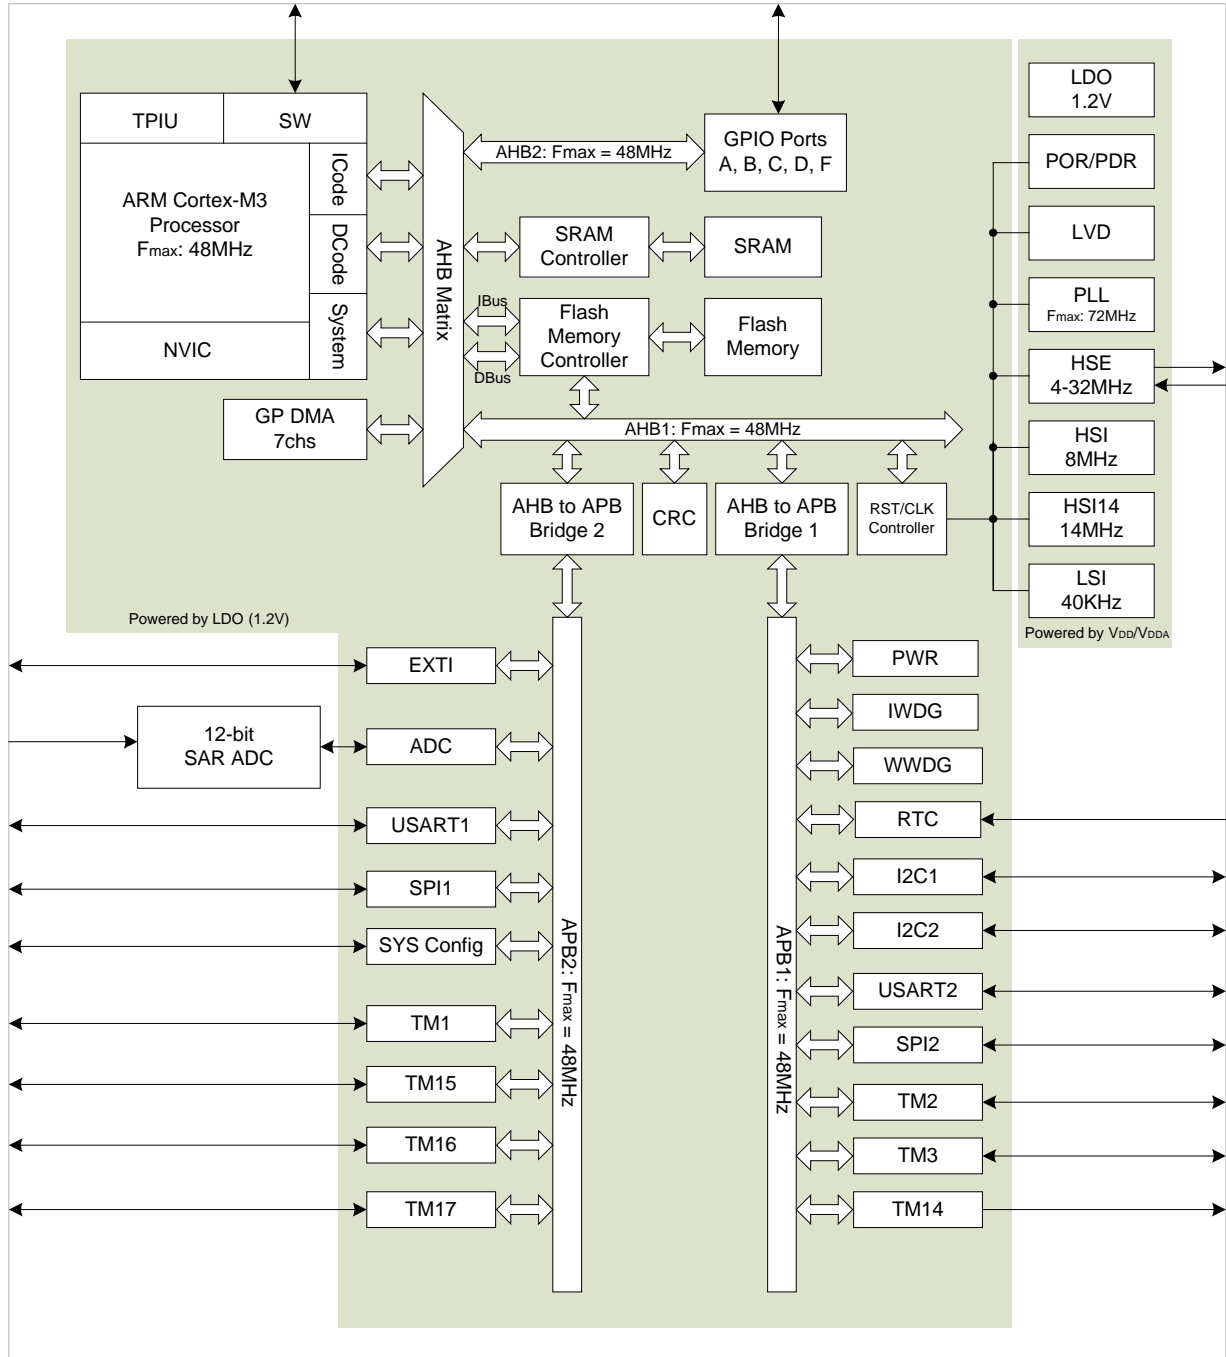 TPIU
SW
ARM Cortex-M3
Processor
Fmax: 48MHz
ICode
DCode
System
NVIC
GP DMA
7chs
AHB Matrix
AHB2: Fmax = 48MHz
GPIO Ports
A, B, C, D, F
SRAM
Controller
SRAM
IBus
DBus
Flash
Memory
Controller
Flash
Memory
AHB1: Fmax = 48MHz
AHB to APB
Bridge 2
CRC
AHB to APB
Bridge 1
RST/CLK
Controller
LDO
1.2V
POR/PDR
LVD
PLL
Fmax: 72MHz
HSE
4-32MHz
HSI
8MHz
HSI14
14MHz
LSI
40KHz
Powered by VDD/VDDA
Powered by LDO (1.2V)
EXTI
12-bit
SAR ADC
ADC
USART1
SPI1
SYS Config
TM1
TM15
TM16
TM17
APB2: Fmax = 48MHz
APB1: Fmax = 48MHz
PWR
IWDG
WWDG
RTC
I2C1
I2C2
USART2
SPI2
TM2
TM3
TM14